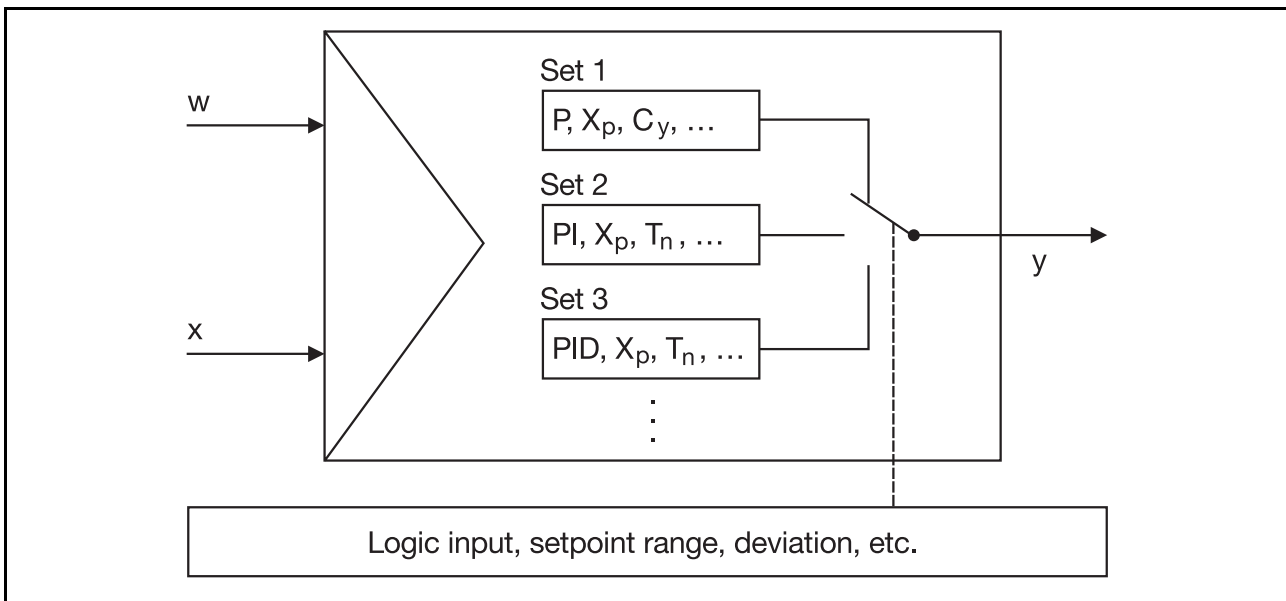 Set 1
w
P, Xp, Cy, ...
Set 2
PI, Xp, Tn, ...
y
Set 3
x
PID, Xp, Tn, ...
Logic input, setpoint range, deviation, etc.